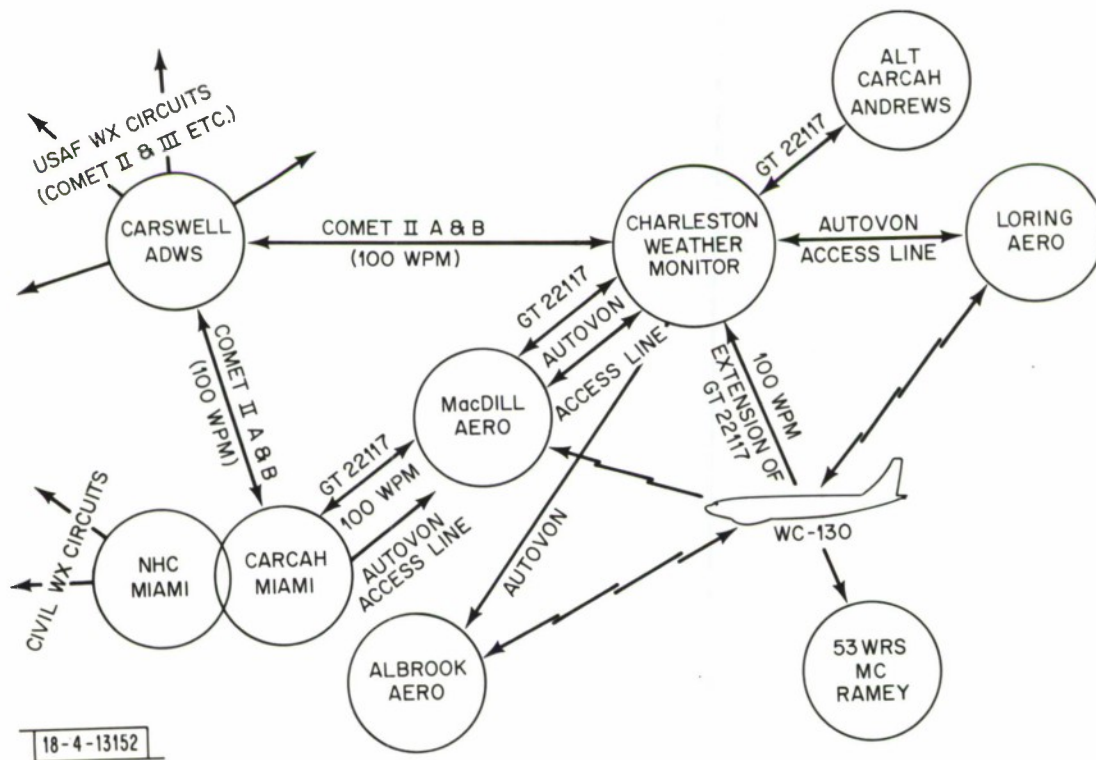 ALT
CARCAH
ANDREWS
USAF WX CIRCUITS
(COMET II & III ETC.)
GT 22117
CARSWELL
ADWS
COMET II A & B
(100 WPM)
CHARLESTON
WEATHER
MONITOR
AUTOVON
ACCESS LINE
LORING
AERO
GT 22117
AUTOVON
ACCESS LINE
COMET II A & B
(100 WPM)
MacDILL
AERO
100 WPM
EXTENSION OF
GT 22117
GT 22117
100 WPM
AUTOVON
ACCESS LINE
WC-130
CIVIL WX CIRCUITS
NHC
MIAMI
CARCAH
MIAMI
AUTOVON
ALBROOK
AERO
53 WRS
MC
RAMEY
18-4-13152